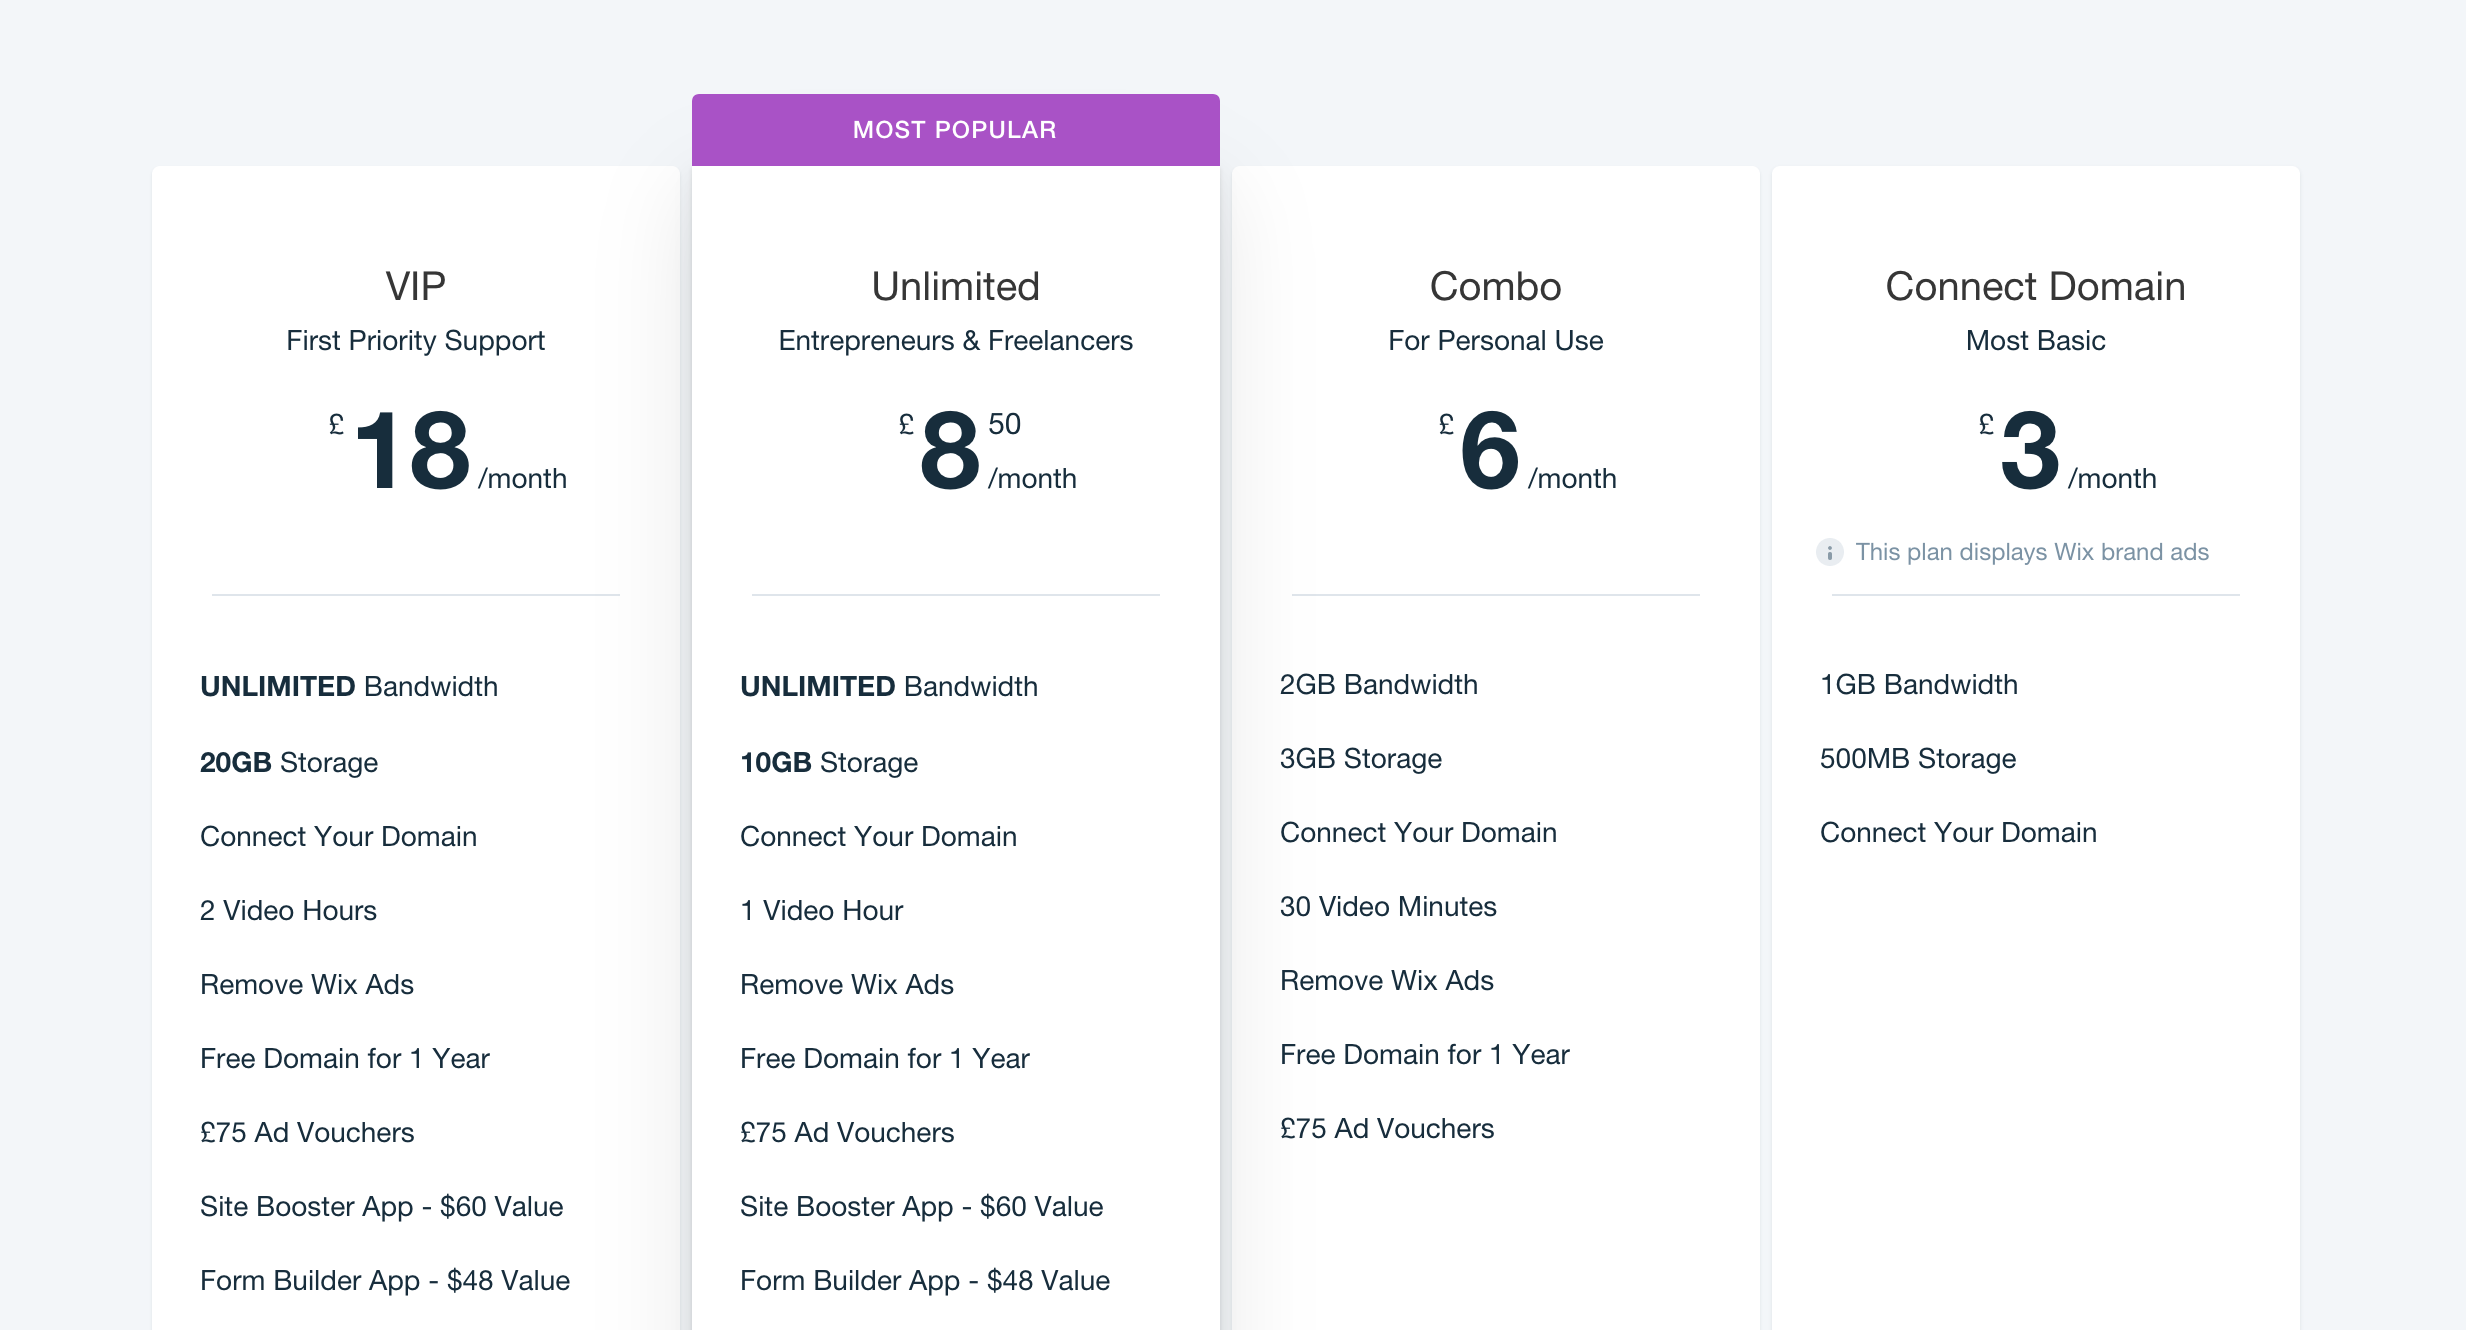 MOST POPULAR
VIP
First Priority Support
£18/month
UNLIMITED Bandwidth
20GB Storage
Connect Your Domain
2 Video Hours
Remove Wix Ads
Free Domain for 1 Year
£75 Ad Vouchers
Site Booster App - $60 Value
Form Builder App - $48 Value
Unlimited
Entrepreneurs & Freelancers
£8 50/month
UNLIMITED Bandwidth
10GB Storage
Connect Your Domain
1 Video Hour
Remove Wix Ads
Free Domain for 1 Year
£75 Ad Vouchers
Site Booster App - $60 Value
Form Builder App - $48 Value
Combo
For Personal Use
£6/month
2GB Bandwidth
3GB Storage
Connect Your Domain
30 Video Minutes
Remove Wix Ads
Free Domain for 1 Year
£75 Ad Vouchers
Connect Domain
Most Basic
£3/month
This plan displays Wix brand ads
1GB Bandwidth
500MB Storage
Connect Your Domain